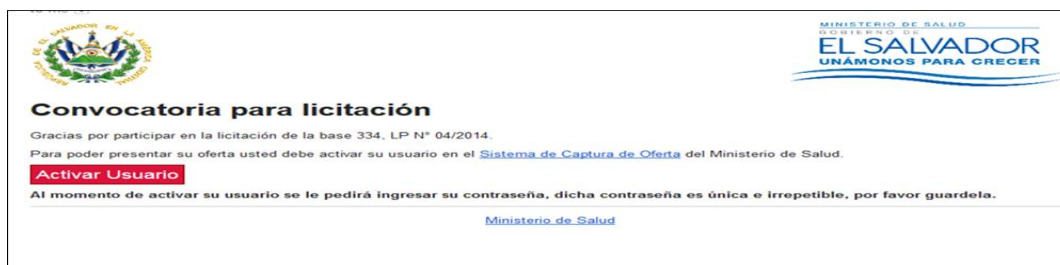 MINISTERIO DE SALUD
GOBIERNO DE
EL SALVADOR
UNÁMONOS PARA CRECER
Convocatoria para licitación
Gracias por participar en la licitación de la base 334, LP N° 04/2014.
Para poder presentar su oferta usted debe activar su usuario en el Sistema de Captura de Oferta del Ministerio de Salud.
Activar Usuario
Al momento de activar su usuario se le pedirá ingresar su contraseña, dicha contraseña es única e irrepetible, por favor guardela.
Ministerio de Salud